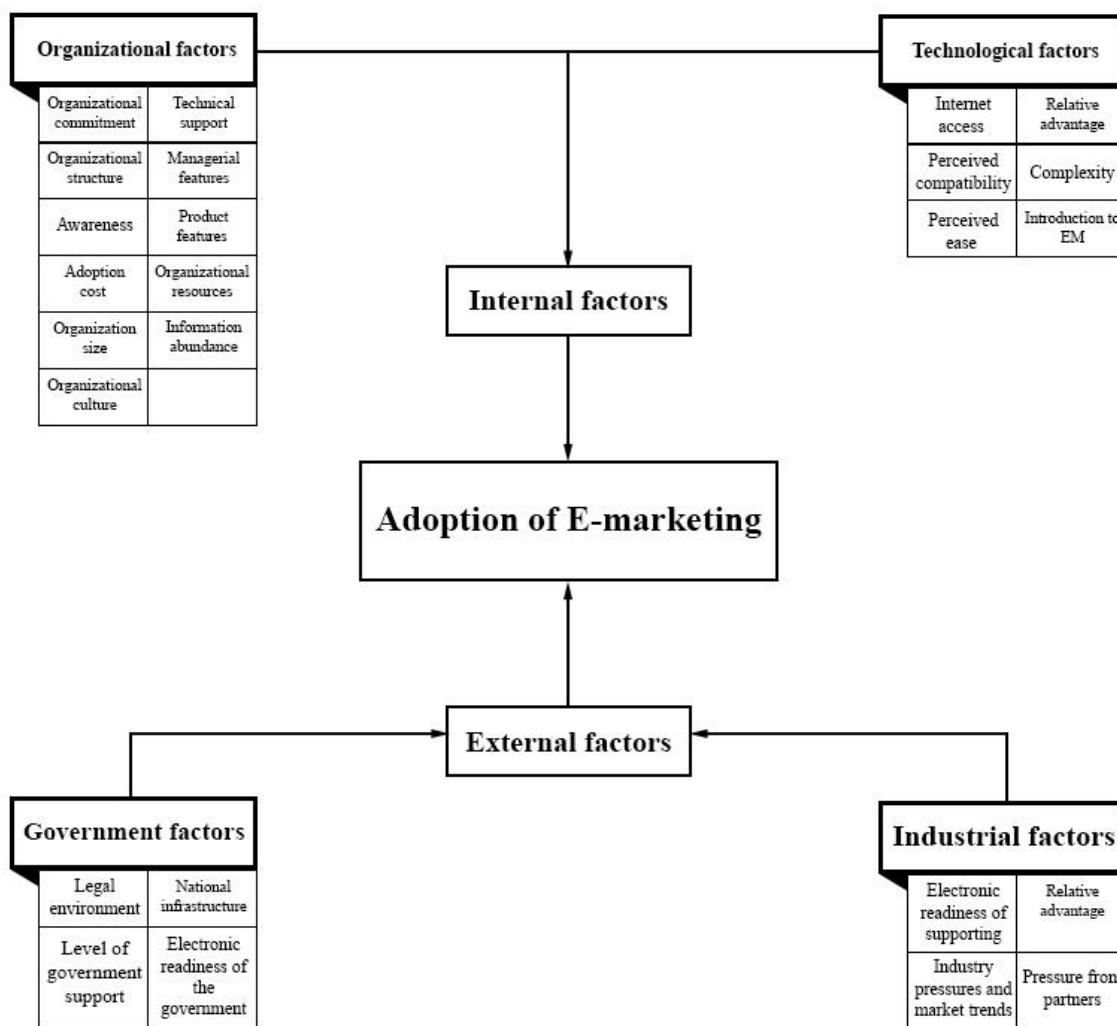 Organizational factors
Organizational
commitment
Technical
support
Organizational
structure
Managerial
features
Awareness
Product
features
Adoption
cost
Organizational
resources
Organization
size
Information
abundance
Organizational
culture
Technological factors
Internet
access
Relative
advantage
Perceived
compatibility
Complexity
Perceived
ease
Introduction to
EM
Internal factors
Adoption of E-marketing
External factors
Government factors
Legal
environment
National
infrastructure
Level of
government
support
Electronic
readiness of
the
government
Industrial factors
Electronic
readiness of
supporting
Relative
advantage
Industry
pressures and
market trends
Pressure from
partners